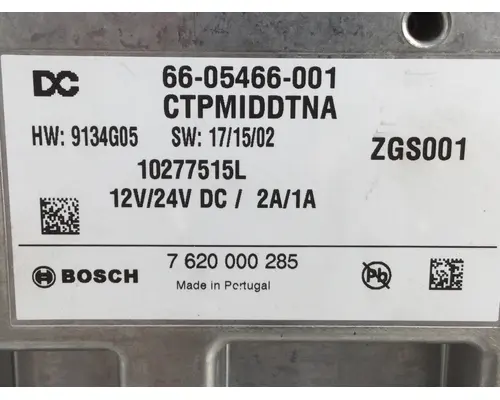 DC 66-05466-001
CTPMIDDTNA
HW: 9134G05 SW: 17/15/02 ZGS001
10277515L
12V/24V DC / 2A/1A
BOSCH 7 620 000 285 Pb
Made in Portugal